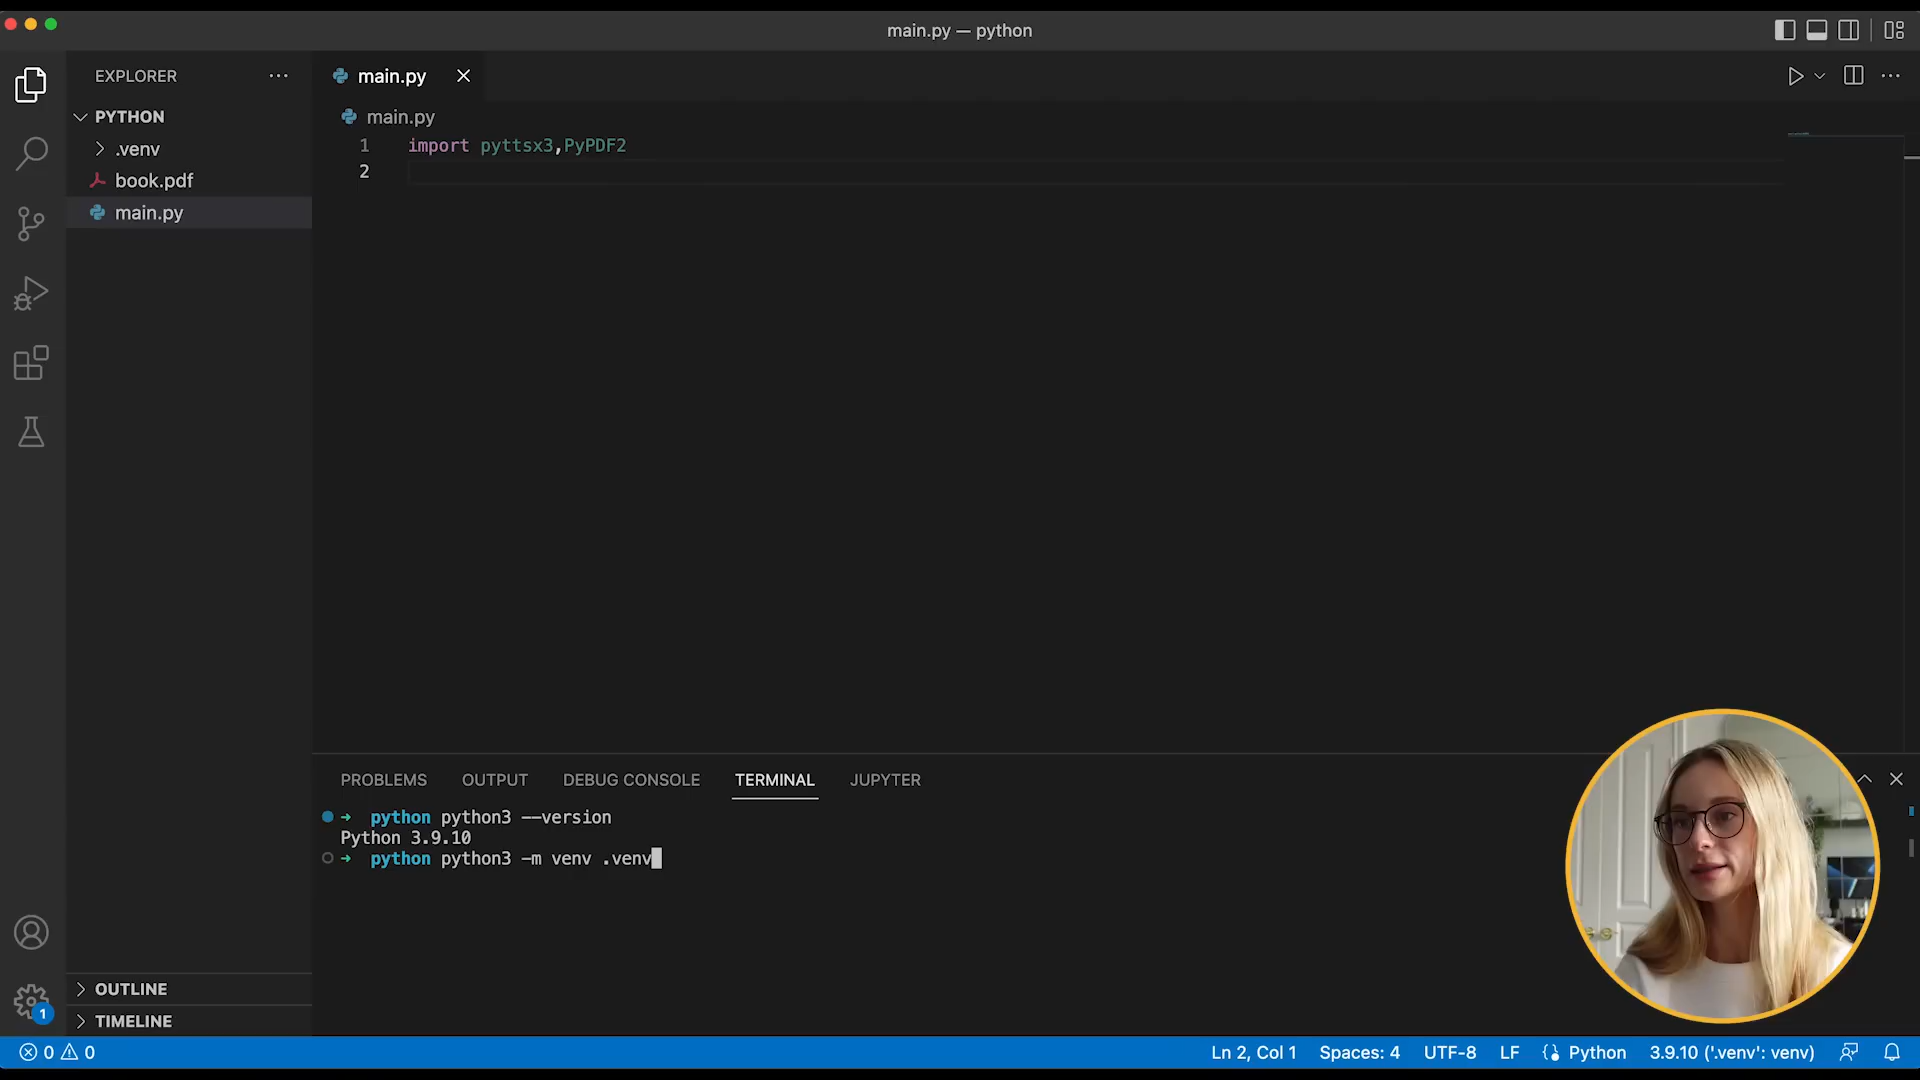 main.py — python
EXPLORER
PYTHON
.venv
book.pdf
main.py
OUTLINE
TIMELINE
main.py
main.py
1 import pyttsx3,PyPDF2
2
PROBLEMS OUTPUT DEBUG CONSOLE TERMINAL JUPYTER
➜ python python3 --version
Python 3.9.10
➜ python python3 -m venv .venv
1
0 0
Ln 2, Col 1 Spaces: 4 UTF-8 LF Python 3.9.10 ('.venv': venv)